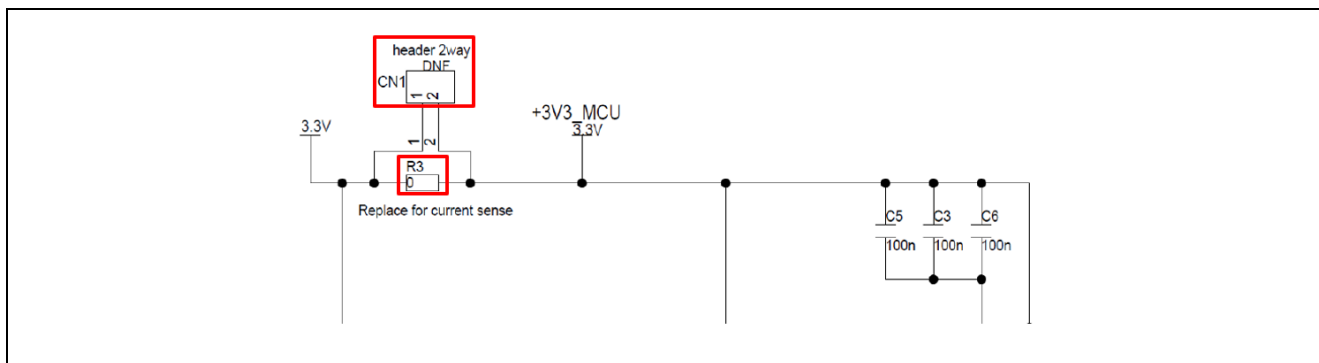 header 2way
DNF
CN1
1
2
+3V3_MCU
3.3V
3.3V
1
2
R3
0
Replace for current sense
C5
C3
C6
100n
100n
100n